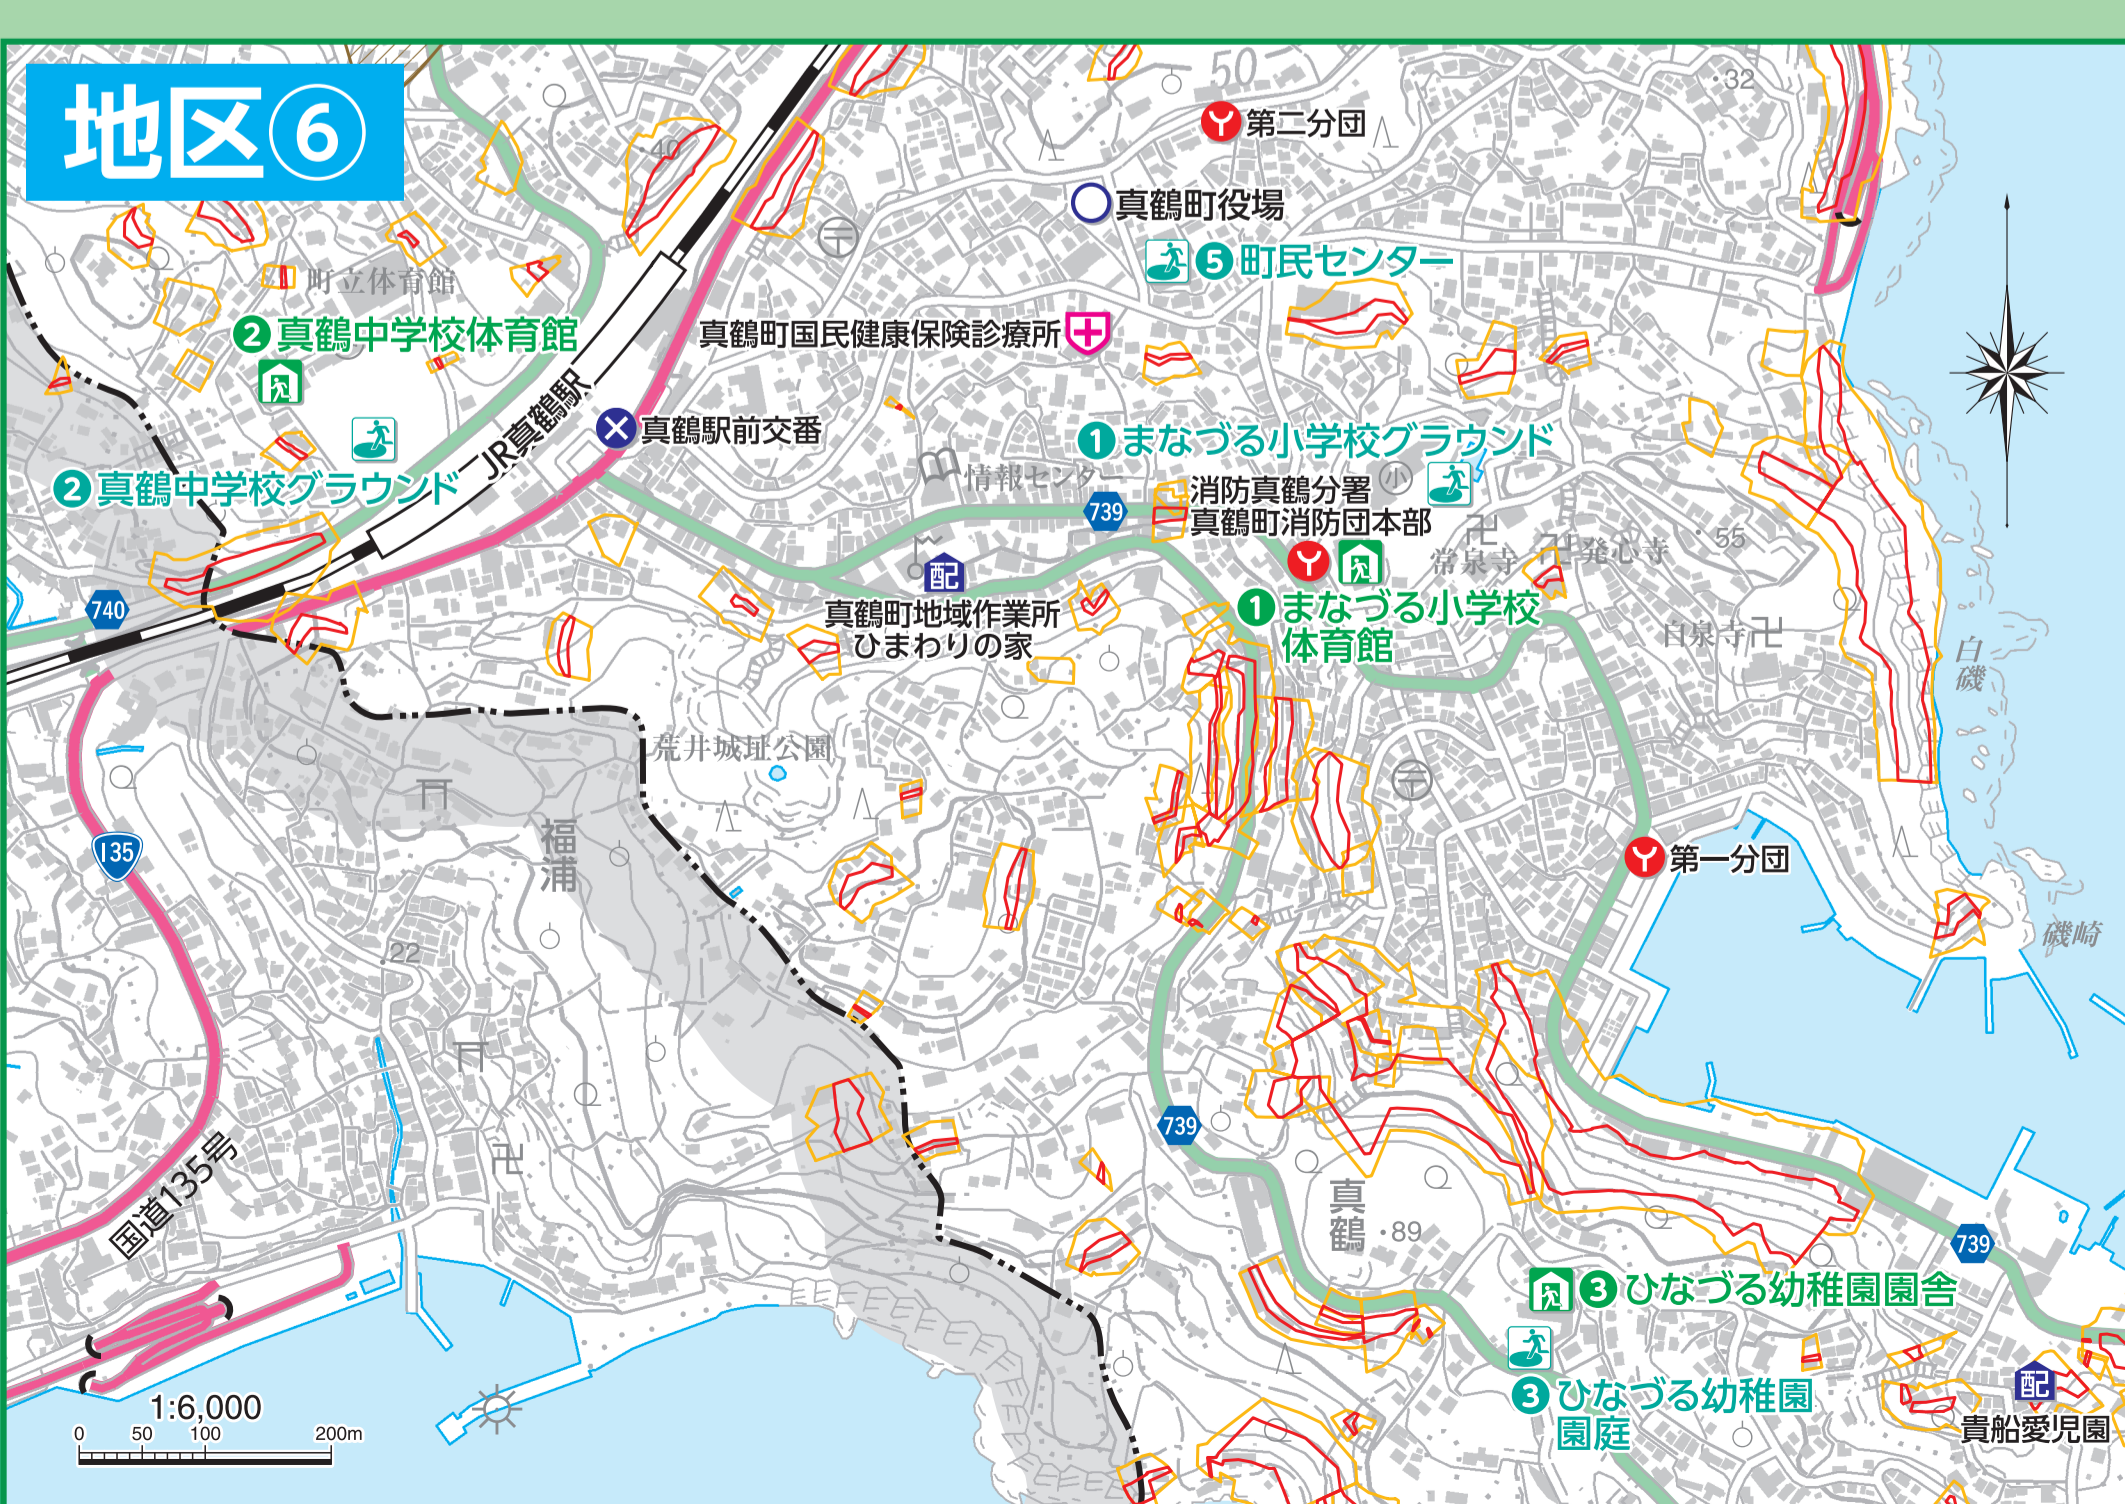 地区⑥
50
32
第二分団
40
真鶴町役場
〒
❺町民センター
町立体育館
❷真鶴中学校体育館
真鶴町国民健康保険診療所
JR真鶴駅
真鶴駅前交番
❶まなづる小学校グラウンド
情報センター
小
❷真鶴中学校グラウンド
739
消防真鶴分署
真鶴町消防団本部
常泉寺
発心寺
55
配
740
真鶴町地域作業所
ひまわりの家
❶まなづる小学校
体育館
自泉寺
白磯
荒井城址公園
〒
135
福浦
第一分団
22
磯崎
739
国道135号
真鶴
89
739
❸ひなづる幼稚園園舎
❸ひなづる幼稚園
園庭
配
貴船愛児園
1:6,000
0 50 100 200m